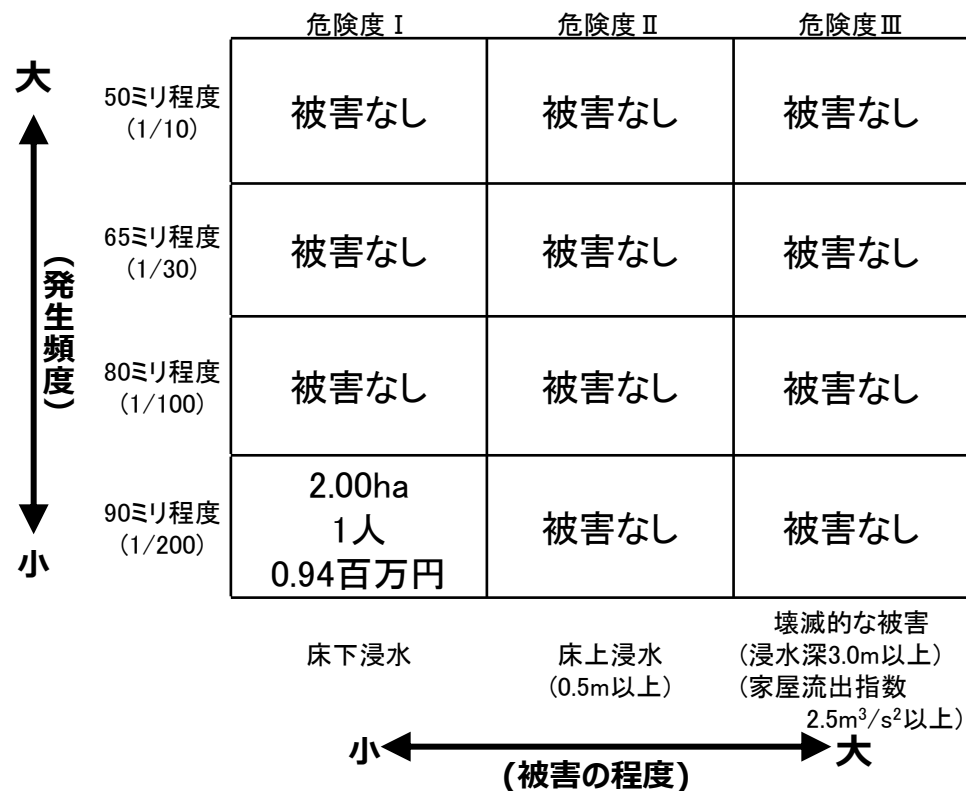 危険度Ⅰ 危険度Ⅱ 危険度Ⅲ
大
50ミリ程度
(1/10)
被害なし 被害なし 被害なし
65ミリ程度
(1/30)
被害なし 被害なし 被害なし
(発生頻度)
80ミリ程度
(1/100)
被害なし 被害なし 被害なし
90ミリ程度
(1/200)
2.00ha
1人
0.94百万円
被害なし 被害なし
小
床下浸水
床上浸水
(0.5m以上)
壊滅的な被害
(浸水深3.0m以上)
(家屋流出指数
2.5m³/s²以上)
小 大
(被害の程度)